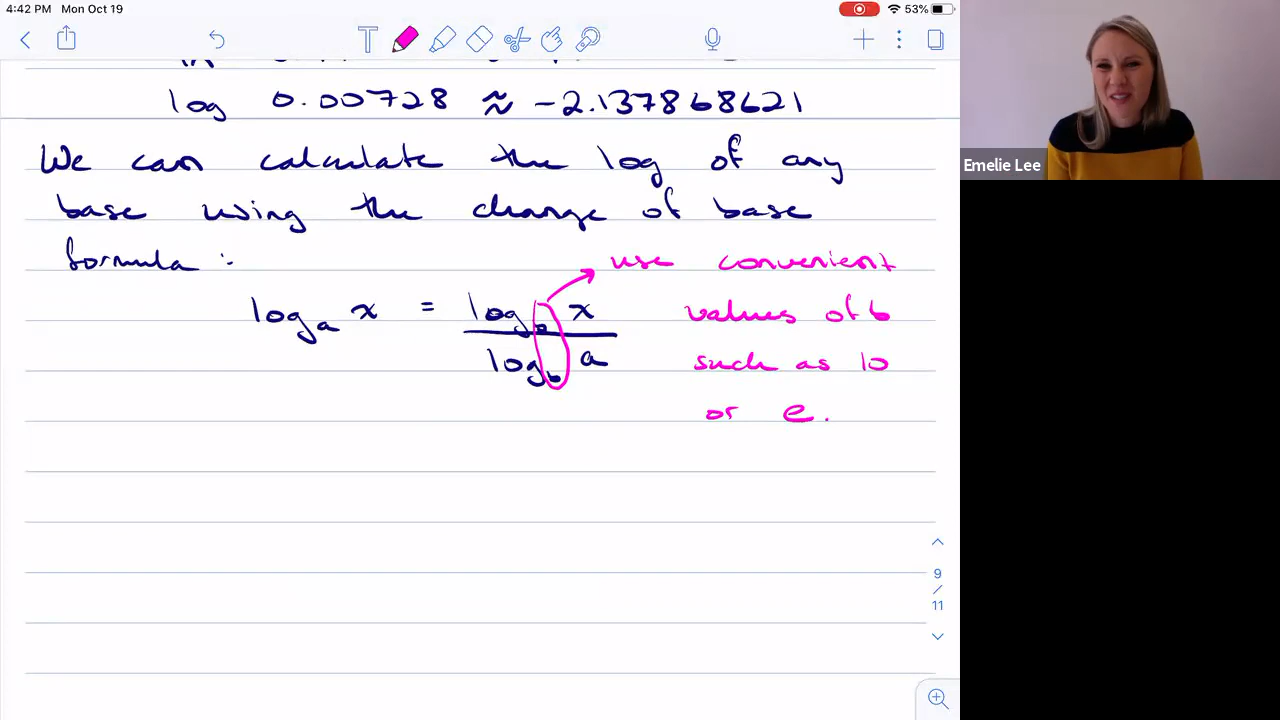 4:42 PM Mon Oct 19
53%
log 0.00728 ≈ -2.137868621
We can calculate the log of any
base using the change of base
formula :
use convenient
values of b
such as 10
or e.
logₐ x = log_b x / log_b a
Emelie Lee
9
/
11